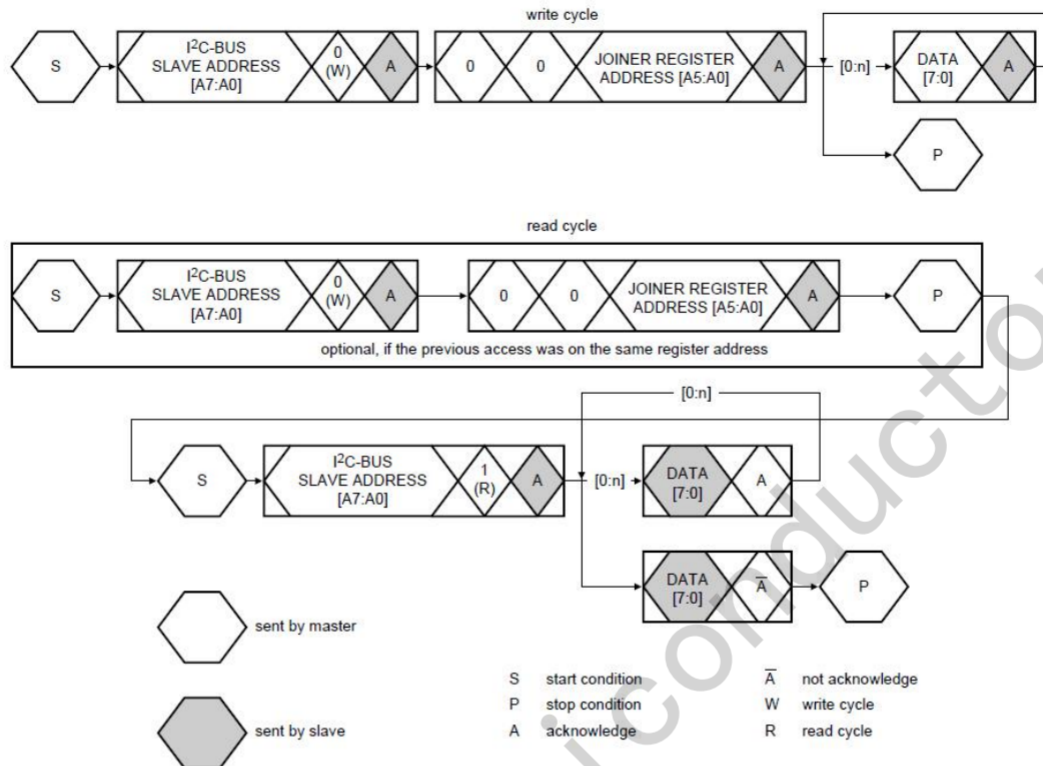 write cycle
S
I²C-BUS
SLAVE ADDRESS
[A7:A0]
0
(W)
A
0
0
JOINER REGISTER
ADDRESS [A5:A0]
A
[0:n]
DATA
[7:0]
A
P
read cycle
S
I²C-BUS
SLAVE ADDRESS
[A7:A0]
0
(W)
A
0
0
JOINER REGISTER
ADDRESS [A5:A0]
A
P
optional, if the previous access was on the same register address
[0:n]
S
I²C-BUS
SLAVE ADDRESS
[A7:A0]
1
(R)
A
[0:n]
DATA
[7:0]
A
DATA
[7:0]
A̅
P
sent by master
sent by slave
S start condition
P stop condition
A acknowledge
A̅ not acknowledge
W write cycle
R read cycle
iconducto